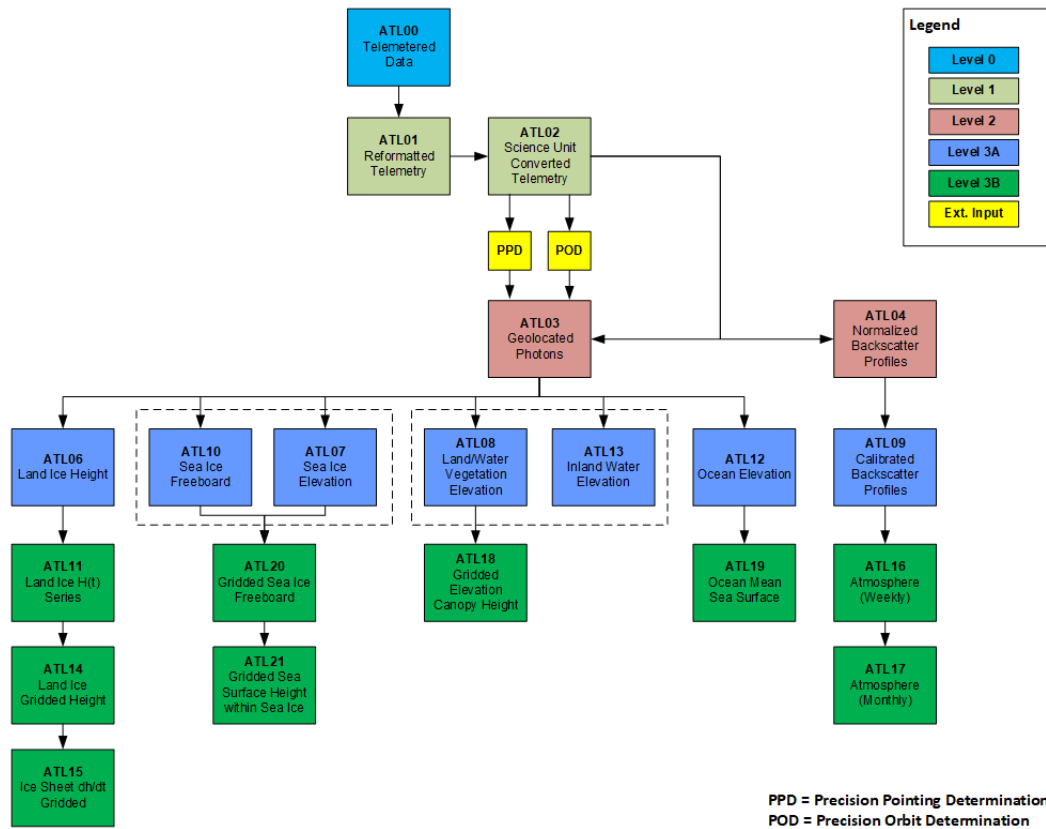 ATL00
Telemetered
Data
Legend
Level 0
Level 1
Level 2
Level 3A
Level 3B
Ext. Input
ATL01
Reformatted
Telemetry
ATL02
Science Unit
Converted
Telemetry
PPD
POD
ATL03
Geolocated
Photons
ATL04
Normalized
Backscatter
Profiles
ATL06
Land Ice Height
ATL10
Sea Ice
Freeboard
ATL07
Sea Ice
Elevation
ATL08
Land/Water
Vegetation
Elevation
ATL13
Inland Water
Elevation
ATL12
Ocean Elevation
ATL09
Calibrated
Backscatter
Profiles
ATL11
Land Ice H(t)
Series
ATL20
Gridded Sea Ice
Freeboard
ATL18
Gridded
Elevation
Canopy Height
ATL19
Ocean Mean
Sea Surface
ATL16
Atmosphere
(Weekly)
ATL14
Land Ice
Gridded Height
ATL21
Gridded Sea
Surface Height
within Sea Ice
ATL17
Atmosphere
(Monthly)
ATL15
Ice Sheet dh/dt
Gridded
PPD = Precision Pointing Determination
POD = Precision Orbit Determination